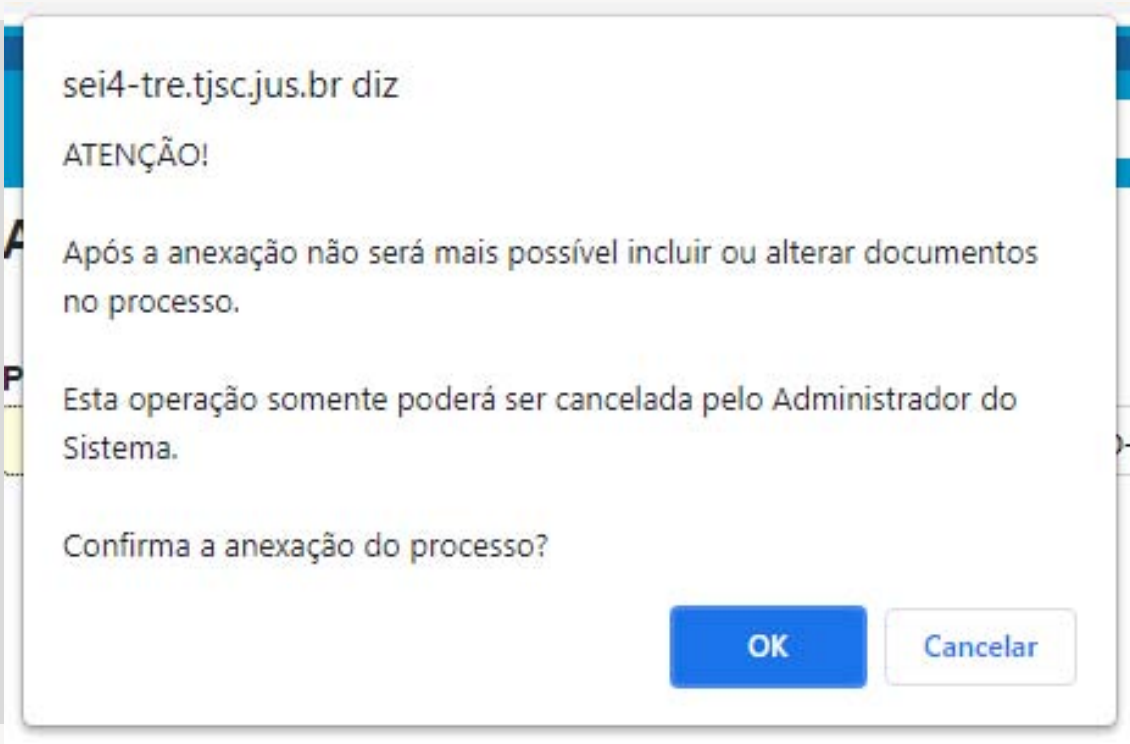 sei4-tre.tjsc.jus.br diz
ATENÇÃO!
Após a anexação não será mais possível incluir ou alterar documentos
no processo.
Esta operação somente poderá ser cancelada pelo Administrador do
Sistema.
Confirma a anexação do processo?
OK
Cancelar